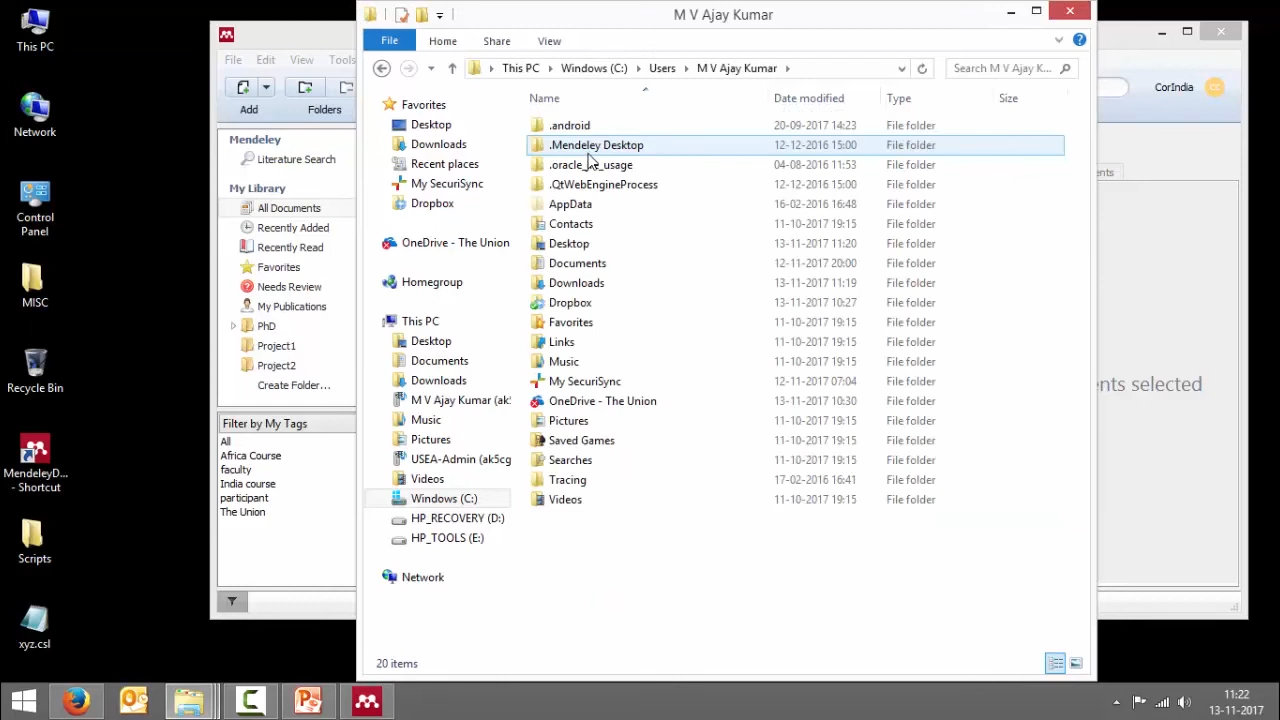 This PC
Network
Control
Panel
MISC
Recycle Bin
MendeleyD...
- Shortcut
Scripts
xyz.csl
File Edit View Tools
Add
Folders
CorIndia
CC
Mendeley
Literature Search
My Library
All Documents
Recently Added
Recently Read
Favorites
Needs Review
My Publications
PhD
Project1
Project2
Create Folder...
Filter by My Tags
All
Africa Course
faculty
India course
participant
The Union
ents
nts selected
M V Ajay Kumar
File Home Share View
This PC Windows (C:) Users M V Ajay Kumar
Search M V Ajay K...
Favorites
Desktop
Downloads
Recent places
My SecuriSync
Dropbox
OneDrive - The Union
Homegroup
This PC
Desktop
Documents
Downloads
M V Ajay Kumar (ak5
Music
Pictures
USEA-Admin (ak5cg
Videos
Windows (C:)
HP_RECOVERY (D:)
HP_TOOLS (E:)
Network
Name Date modified Type Size
.android 20-09-2017 14:23 File folder
.Mendeley Desktop 12-12-2016 15:00 File folder
.oracle_ _usage 04-08-2016 11:53 File folder
.QtWebEngineProcess 12-12-2016 15:00 File folder
AppData 16-02-2016 16:48 File folder
Contacts 11-10-2017 19:15 File folder
Desktop 13-11-2017 11:20 File folder
Documents 12-11-2017 20:00 File folder
Downloads 13-11-2017 11:19 File folder
Dropbox 13-11-2017 10:27 File folder
Favorites 11-10-2017 19:15 File folder
Links 11-10-2017 19:15 File folder
Music 11-10-2017 19:15 File folder
My SecuriSync 12-11-2017 07:04 File folder
OneDrive - The Union 13-11-2017 10:30 File folder
Pictures 11-10-2017 19:15 File folder
Saved Games 11-10-2017 19:15 File folder
Searches 11-10-2017 19:15 File folder
Tracing 17-02-2016 16:41 File folder
Videos 11-10-2017 19:15 File folder
20 items
11:22
13-11-2017